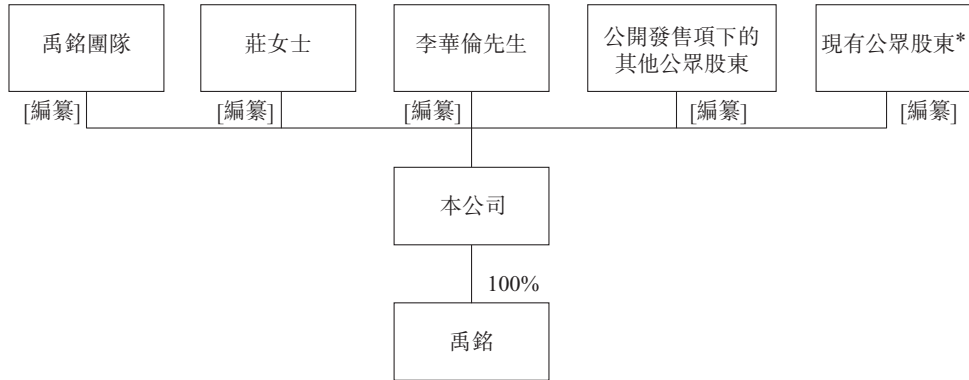 禹銘團隊
莊女士
李華倫先生
公開發售項下的
其他公眾股東
現有公眾股東*
[編纂]
[編纂]
[編纂]
[編纂]
[編纂]
本公司
100%
禹銘